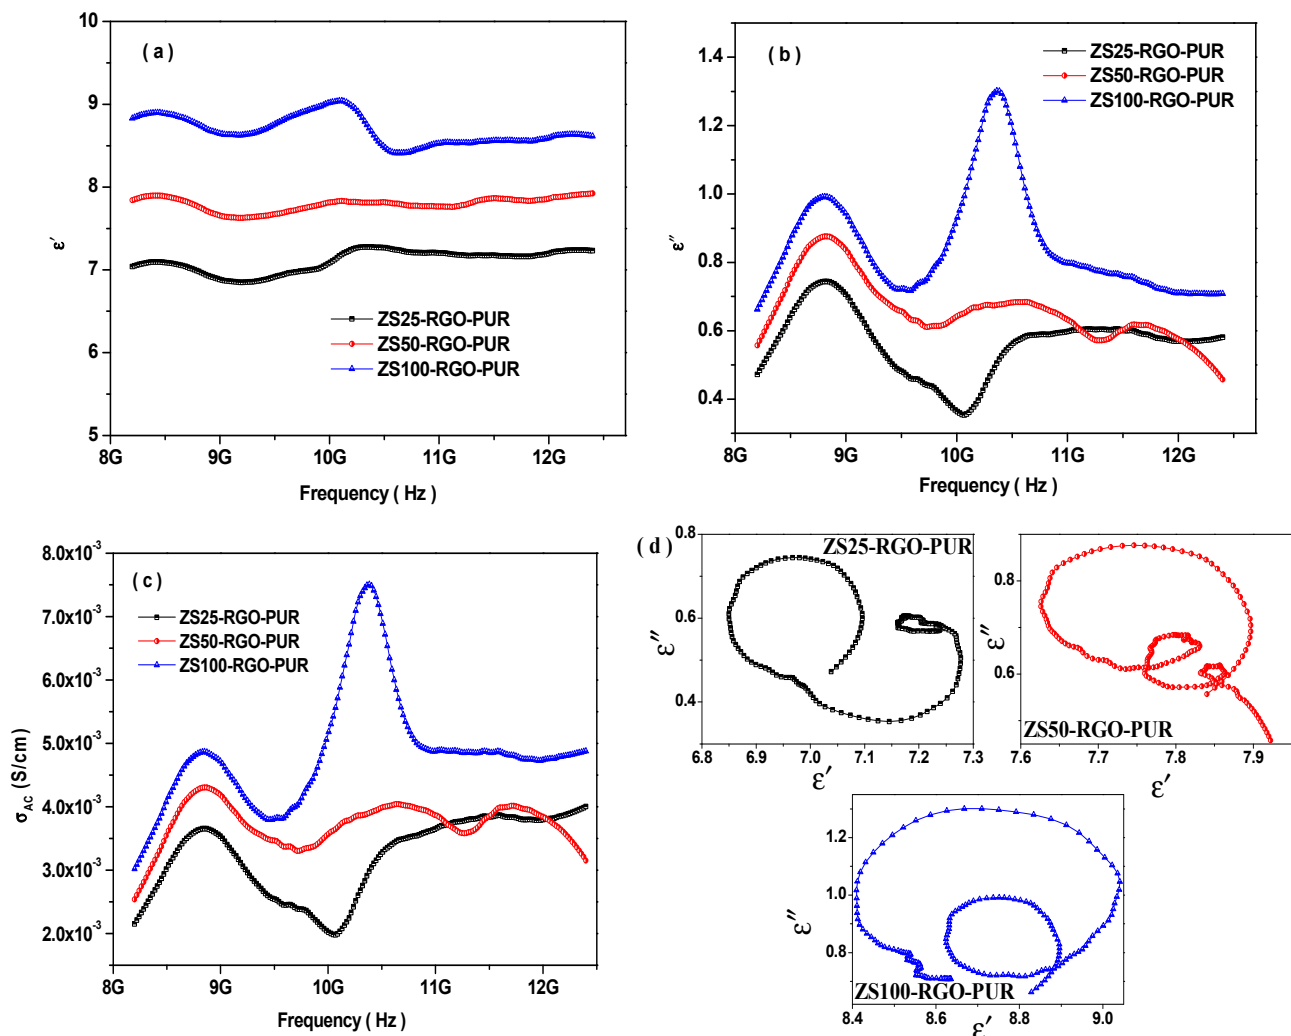 ( a )
10
9
8
7
6
5
ε′
ZS25-RGO-PUR
ZS50-RGO-PUR
ZS100-RGO-PUR
8G 9G 10G 11G 12G
Frequency ( Hz )
( b )
1.4
1.2
1.0
0.8
0.6
0.4
ε″
ZS25-RGO-PUR
ZS50-RGO-PUR
ZS100-RGO-PUR
8G 9G 10G 11G 12G
Frequency ( Hz )
( c )
8.0x10⁻³
7.0x10⁻³
6.0x10⁻³
5.0x10⁻³
4.0x10⁻³
3.0x10⁻³
2.0x10⁻³
σAC (S/cm)
ZS25-RGO-PUR
ZS50-RGO-PUR
ZS100-RGO-PUR
8G 9G 10G 11G 12G
Frequency ( Hz )
( d )
ZS25-RGO-PUR
0.8
0.6
0.4
ε″
6.8 6.9 7.0 7.1 7.2 7.3
ε′
0.8
0.6
ε″
ZS50-RGO-PUR
7.6 7.7 7.8 7.9
ε′
1.2
1.0
0.8
ε″
ZS100-RGO-PUR
8.4 8.6 8.8 9.0
ε′